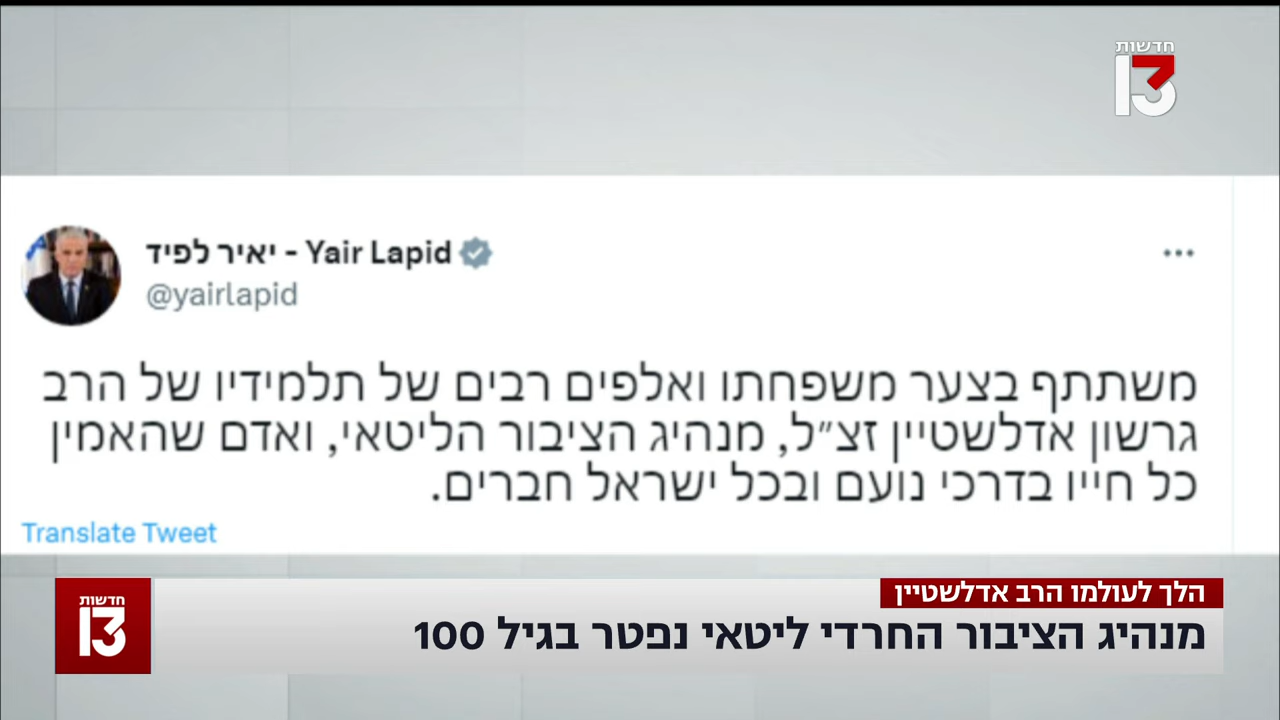 חדשות
13
יאיר לפיד - Yair Lapid
@yairlapid
משתתף בצער משפחתו ואלפים רבים של תלמידיו של הרב
גרשון אדלשטיין זצ״ל, מנהיג הציבור הליטאי, ואדם שהאמין
כל חייו בדרכי נועם ובכל ישראל חברים.
Translate Tweet
הלך לעולמו הרב אדלשטיין
מנהיג הציבור החרדי ליטאי נפטר בגיל 100
חדשות
13